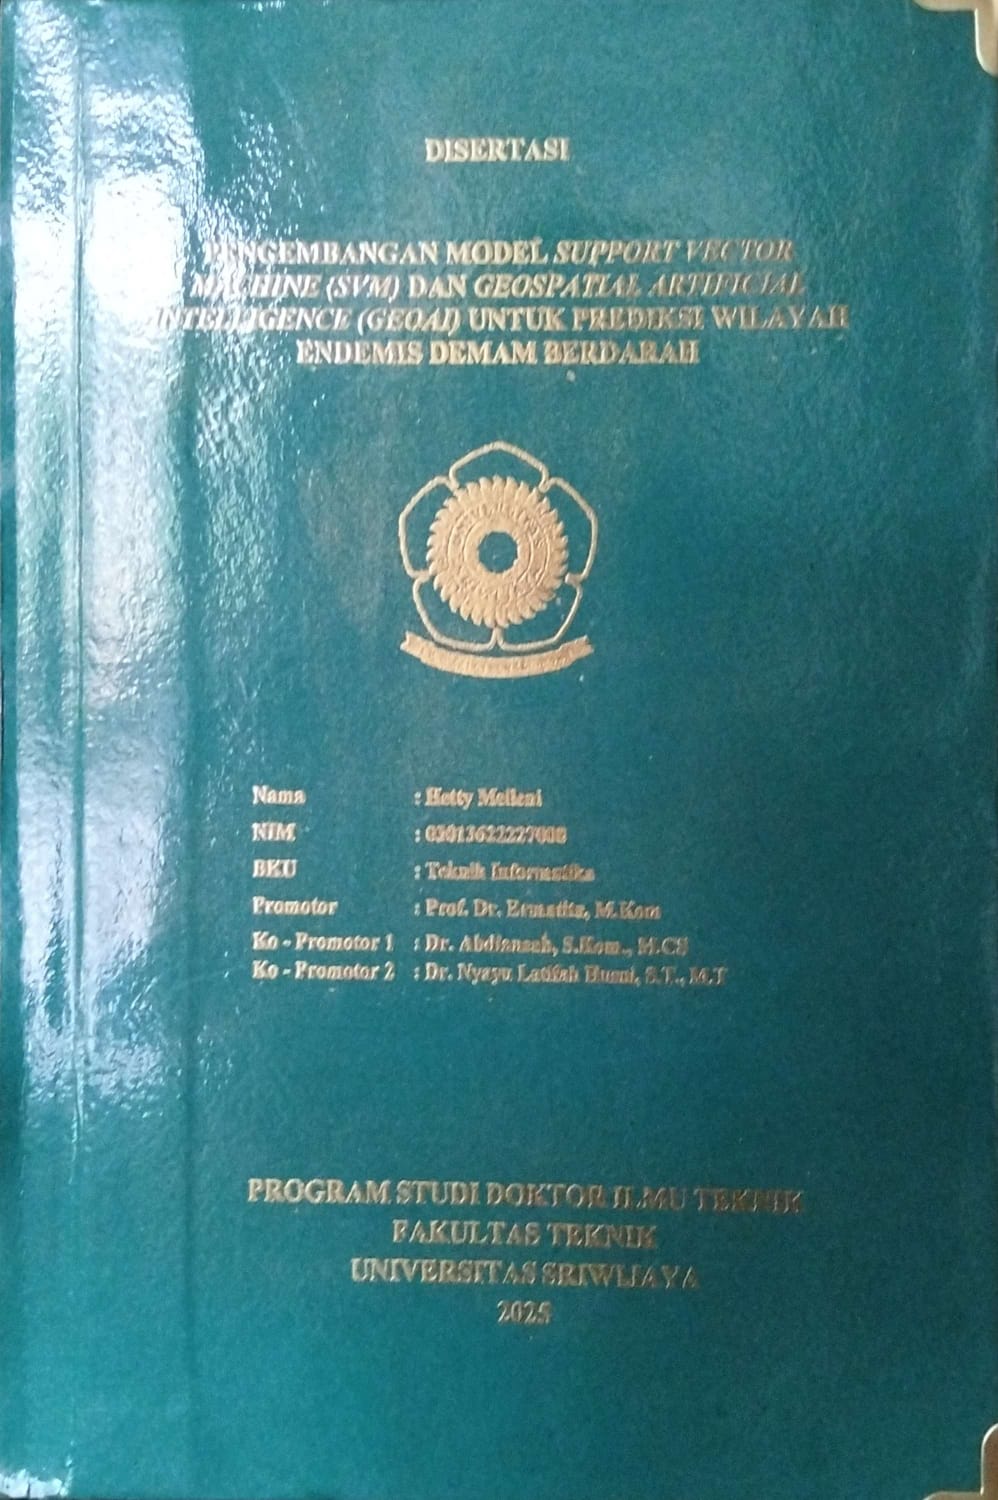 DISERTASI
PENGEMBANGAN MODEL SUPPORT VECTOR
MACHINE (SVM) DAN GEOSPATIAL ARTIFICIAL
INTELLIGENCE (GEOAI) UNTUK PREDIKSI WILAYAH
ENDEMIS DEMAM BERDARAH
Nama : Hetty Meileni
NIM : 03013622227008
BKU : Teknik Informatika
Promotor : Prof. Dr. Ermatita, M.Kom
Ko - Promotor 1 : Dr. Abdiansah, S.Kom., M.CS
Ko - Promotor 2 : Dr. Nyayu Latifah Husni, S.T., M.T
PROGRAM STUDI DOKTOR ILMU TEKNIK
FAKULTAS TEKNIK
UNIVERSITAS SRIWIJAYA
2025